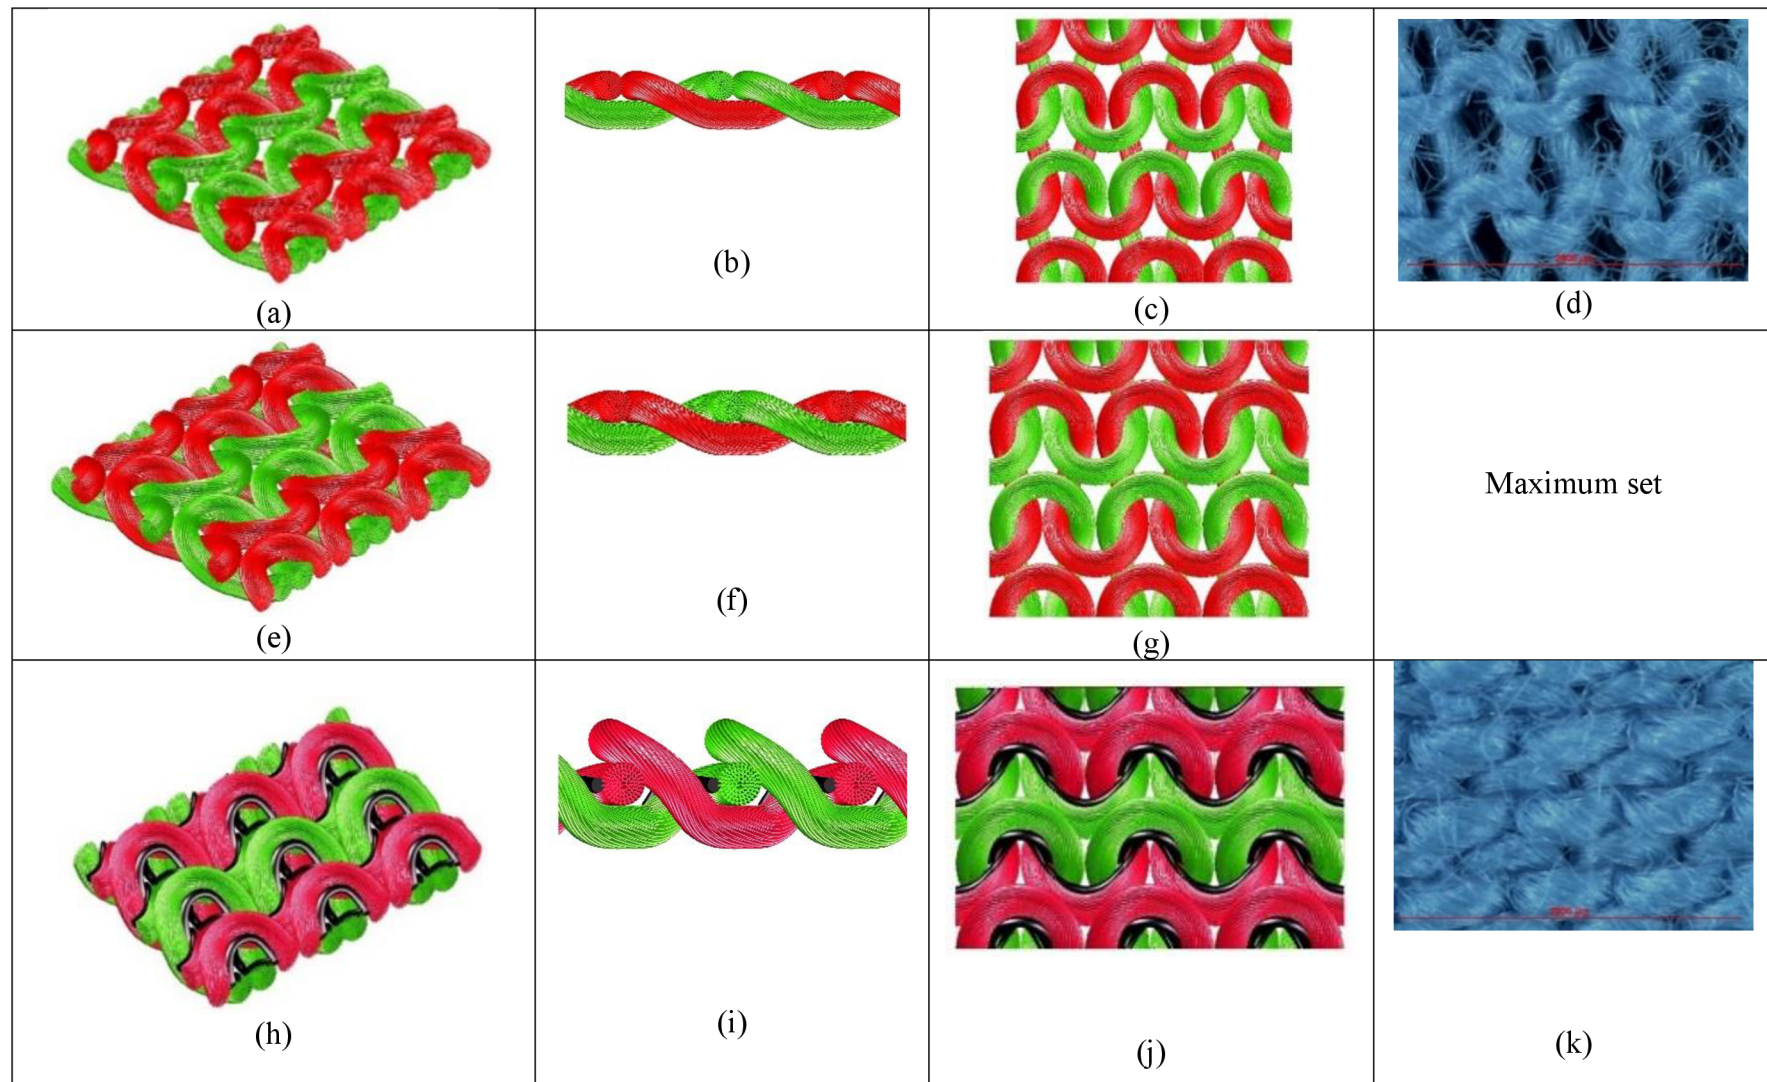 (a)
(b)
(c)
(d)
(e)
(f)
(g)
Maximum set
(h)
(i)
(j)
(k)